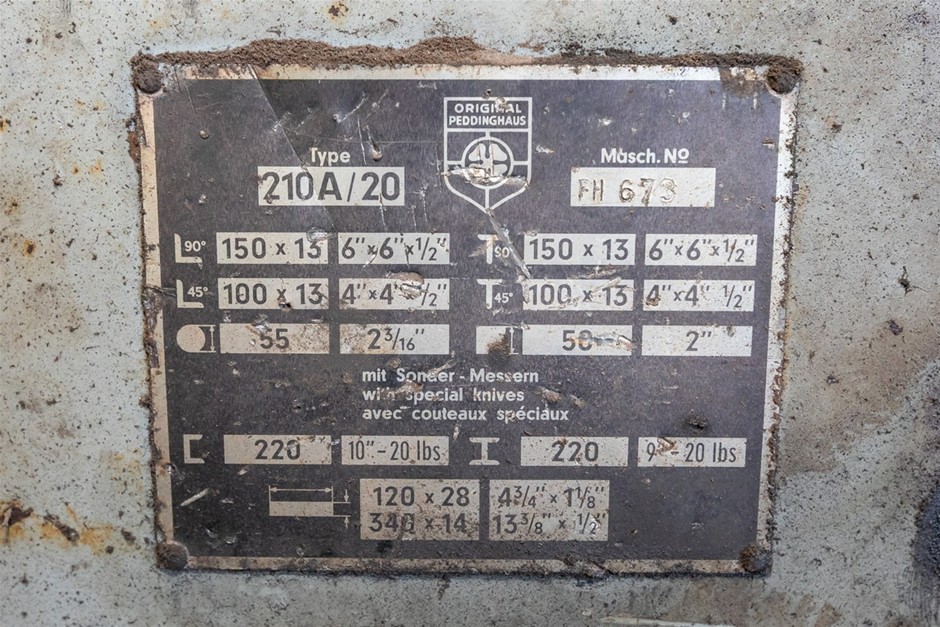 ORIGINAL
PEDDINGHAUS
Type
210A/20
Masch. No
FH 673
90° 150 x 13 6"x6"x1/2" 90° 150 x 13 6"x6"x1/2"
45° 100 x 13 4"x4"x1/2" 45° 100 x 13 4"x4" 1/2"
55 2 3/16" 50 2"
mit Sonder-Messern
with special knives
avec couteaux spéciaux
220 10"-20 lbs 220 9"-20 lbs
120 x 28 4 3/4" x 1 1/8"
340 x 14 13 3/8" x 1/2"